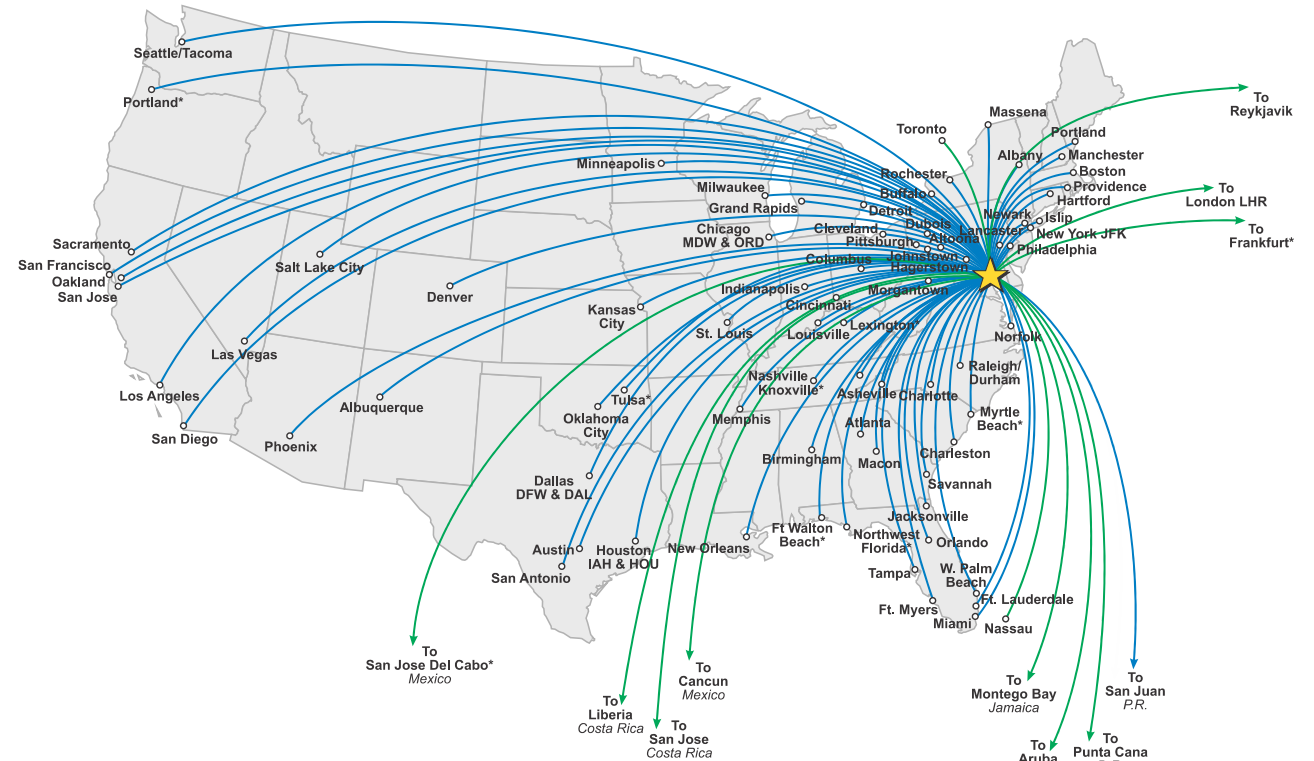 Seattle/Tacoma
Portland*
Minneapolis
Milwaukee
Grand Rapids
Chicago
MDW & ORD
Detroit
Toronto
Massena
Rochester
Buffalo
Albany
Portland
Manchester
Boston
Providence
Hartford
Newark
Islip
New York JFK
Lancaster
Philadelphia
Dubois
Cleveland
Pittsburgh
Altoona
Johnstown
Columbus
Hagerstown
Morgantown
To
Reykjavik
To
London LHR
To
Frankfurt*
Sacramento
San Francisco
Oakland
San Jose
Salt Lake City
Denver
Las Vegas
Los Angeles
San Diego
Phoenix
Albuquerque
Kansas
City
St. Louis
Indianapolis
Cincinnati
Louisville
Lexington*
Norfolk
Raleigh/
Durham
Nashville
Knoxville*
Asheville
Charlotte
Myrtle
Beach*
Tulsa*
Oklahoma
City
Memphis
Atlanta
Birmingham
Macon
Charleston
Savannah
Dallas
DFW & DAL
Austin
San Antonio
Houston
IAH & HOU
New Orleans
Ft Walton
Beach*
Northwest
Florida*
Jacksonville
Orlando
Tampa
W. Palm
Beach
Ft. Myers
Ft. Lauderdale
Miami
Nassau
To
San Jose Del Cabo*
Mexico
To
Liberia
Costa Rica
To
San Jose
Costa Rica
To
Cancun
Mexico
To
Montego Bay
Jamaica
To
San Juan
P.R.
To
Aruba
To
Punta Cana